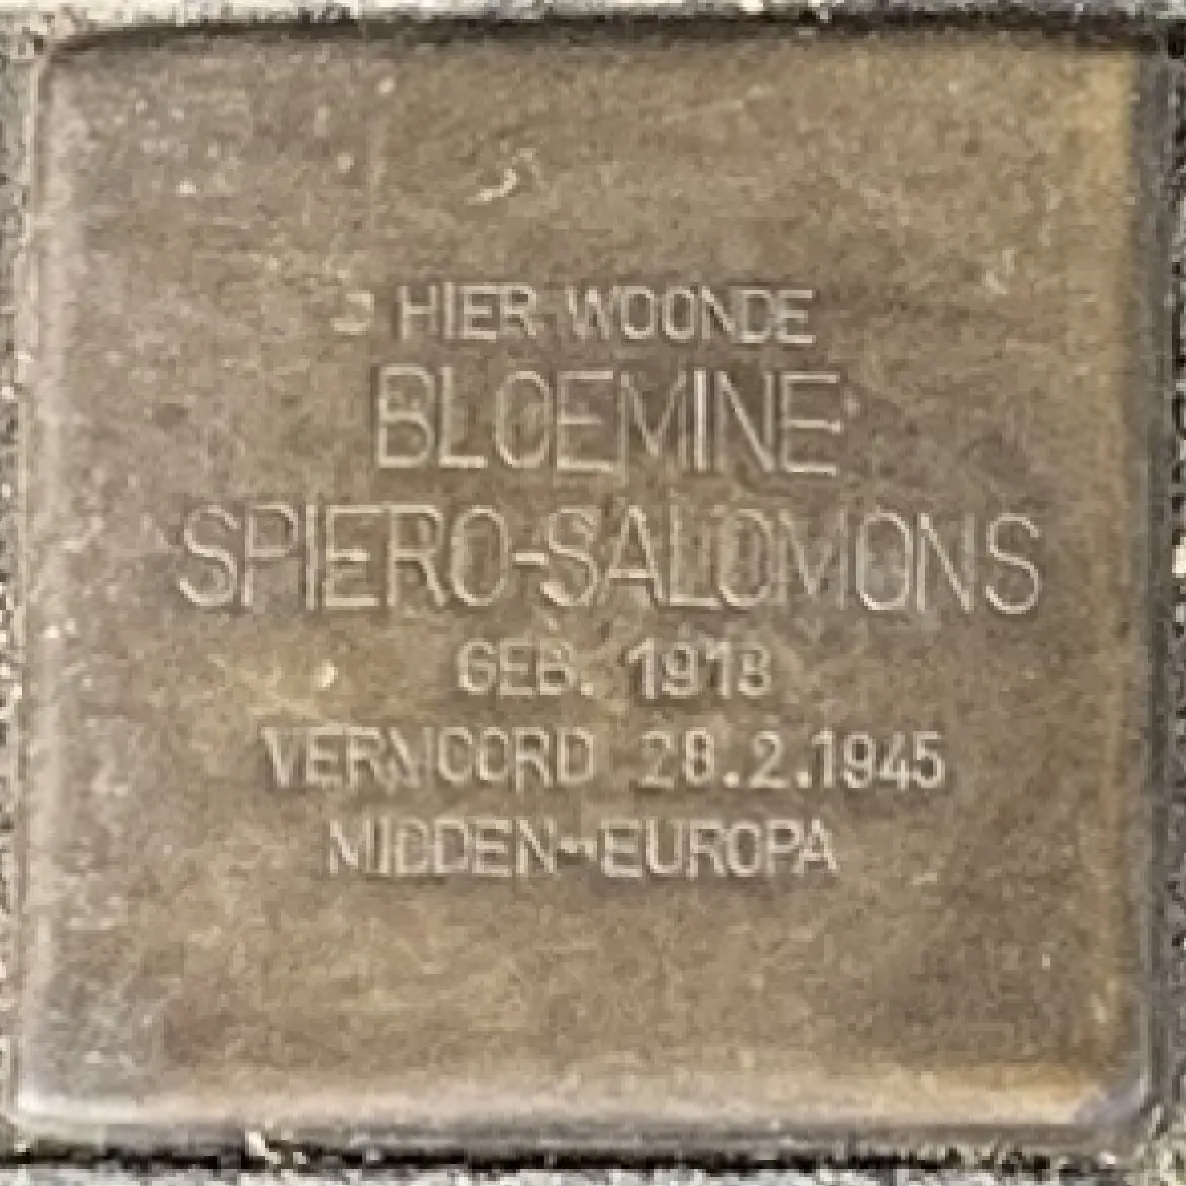 HIER WOONDE
BLOEMINE
SPIERO-SALOMONS
GEB. 1918
VERMOORD 28.2.1945
MIDDEN-EUROPA